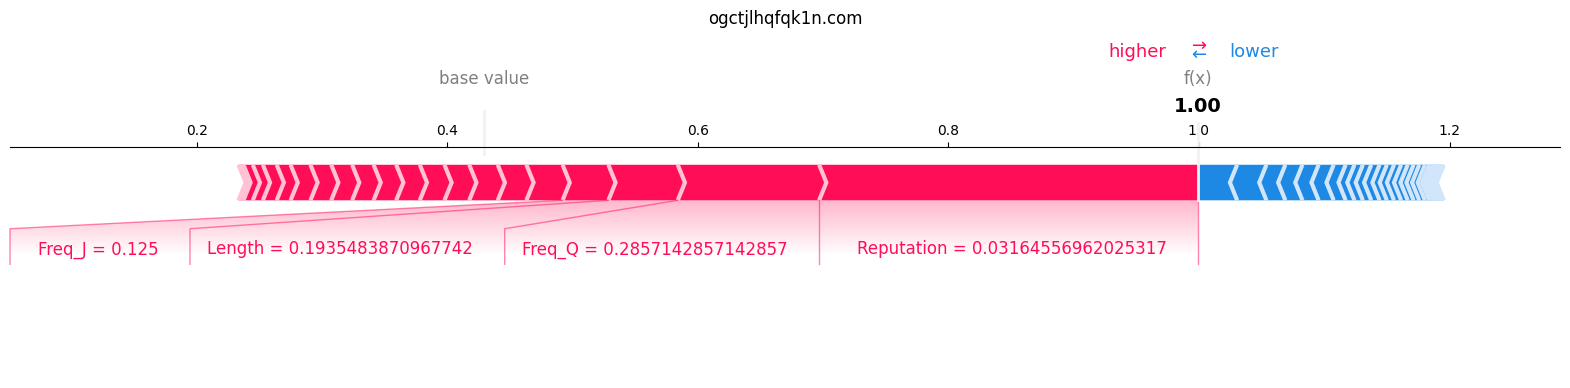 ogctjlhqfqk1n.com
higher ⇄ lower
base value f(x)
1.00
0.2 0.4 0.6 0.8 1.0 1.2
Freq_J = 0.125 Length = 0.1935483870967742 Freq_Q = 0.2857142857142857 Reputation = 0.03164556962025317